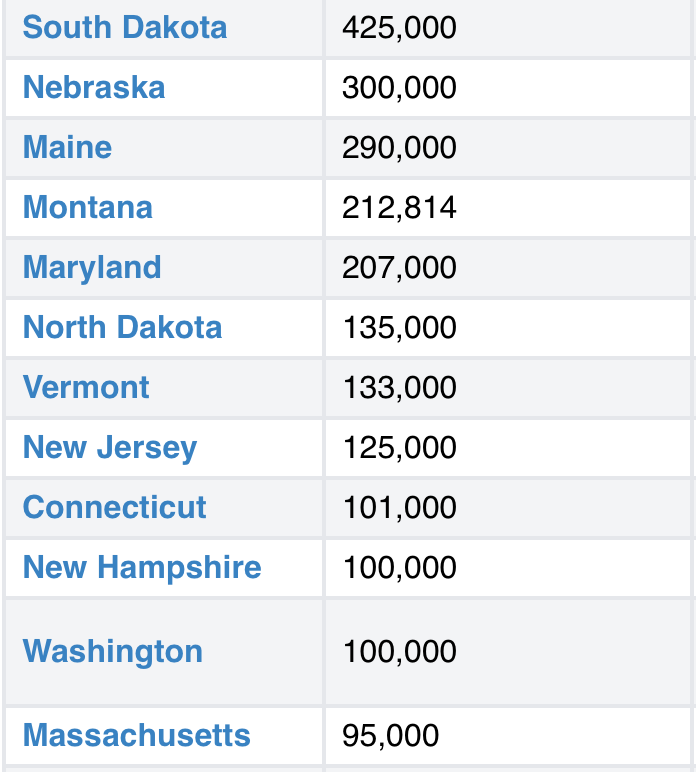 South Dakota 425,000
Nebraska 300,000
Maine 290,000
Montana 212,814
Maryland 207,000
North Dakota 135,000
Vermont 133,000
New Jersey 125,000
Connecticut 101,000
New Hampshire 100,000
Washington 100,000
Massachusetts 95,000